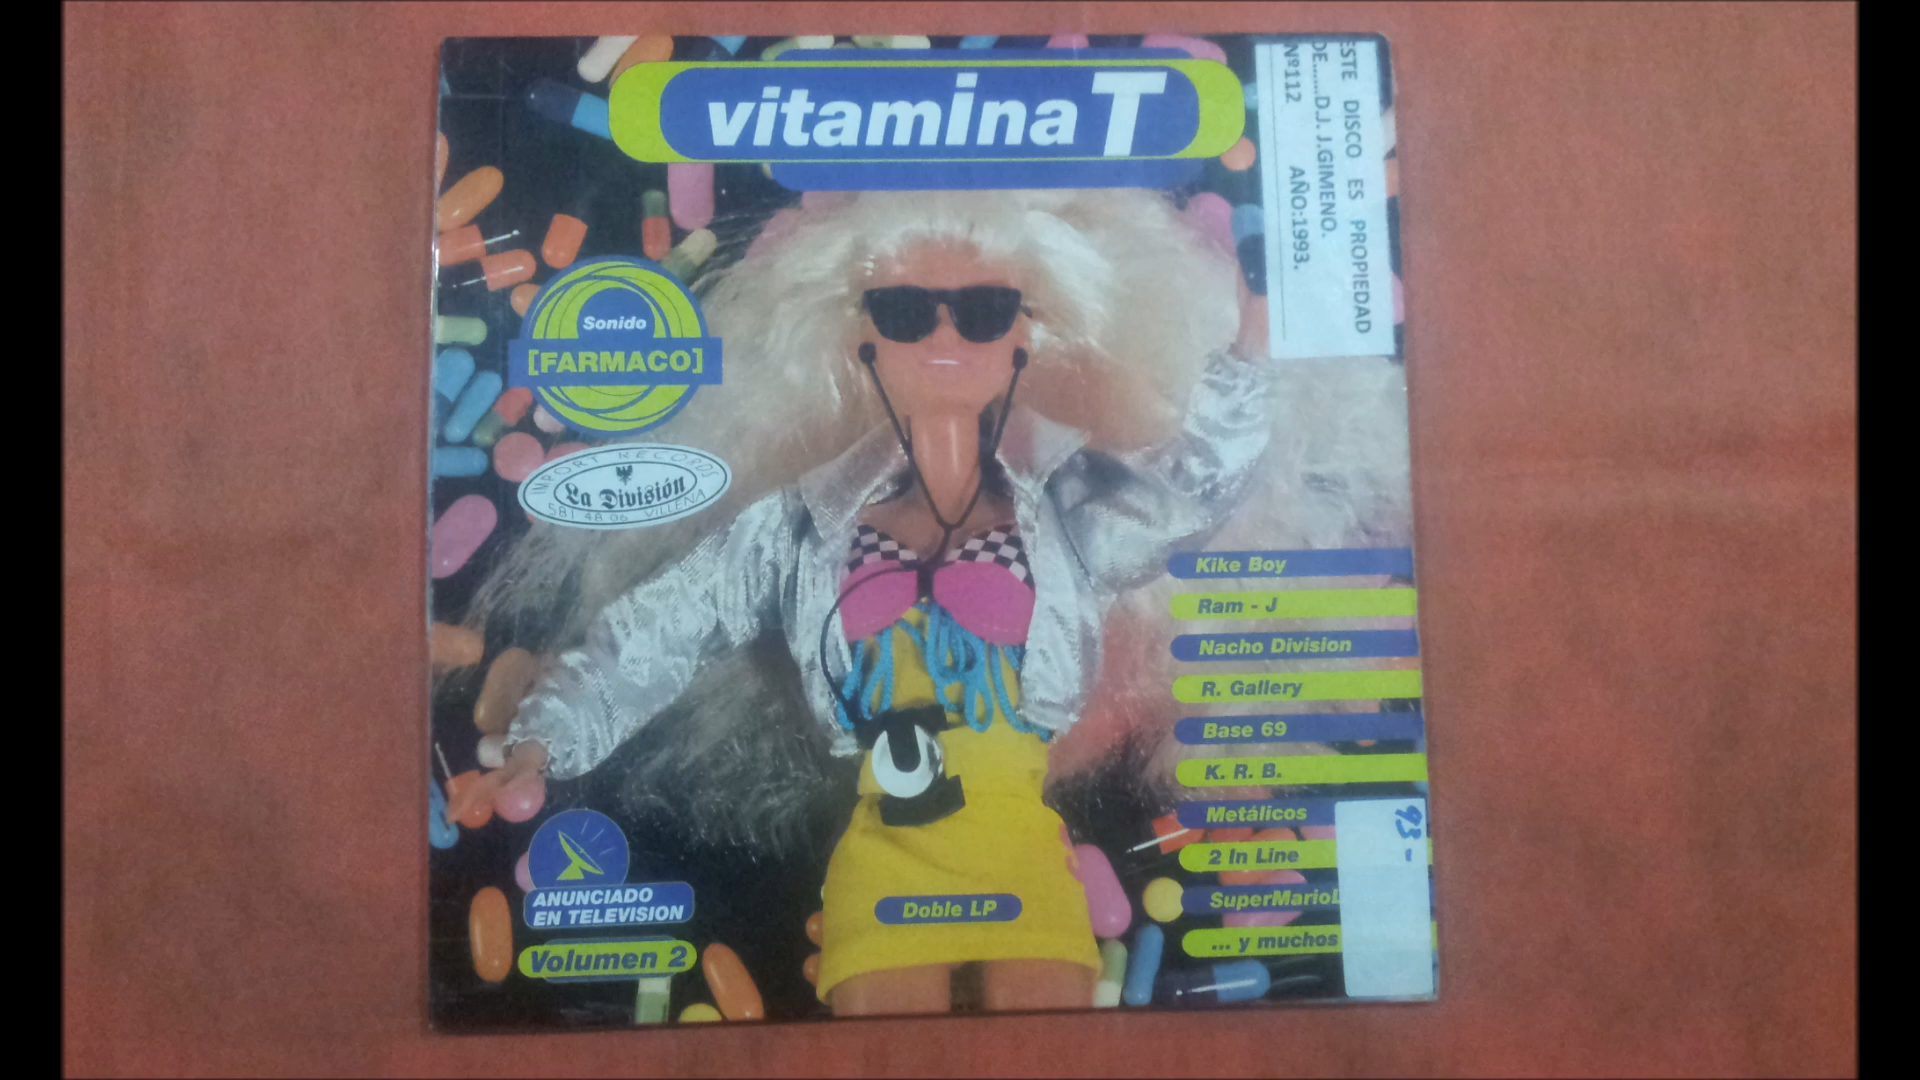 vitamina T
ESTE DISCO ES PROPIEDAD
DE......D.J. J.GIMENO.
Nº112 AÑO:1993.
Sonido
[FARMACO]
IMPORT RECORDS
La División
581 48 06 VILLENA
Kike Boy
Ram - J
Nacho Division
R. Gallery
Base 69
K. R. B.
Metálicos
2 In Line
SuperMario
... y muchos
93-
ANUNCIADO
EN TELEVISION
Volumen 2
Doble LP